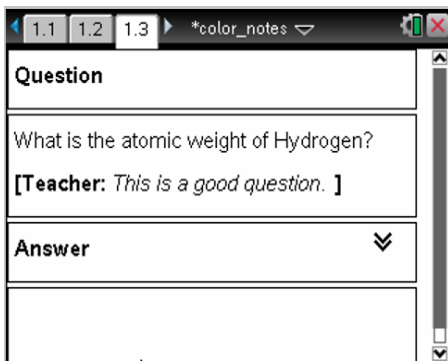 1.1 1.2 1.3 *color_notes
Question
What is the atomic weight of Hydrogen?
[Teacher: This is a good question. ]
Answer